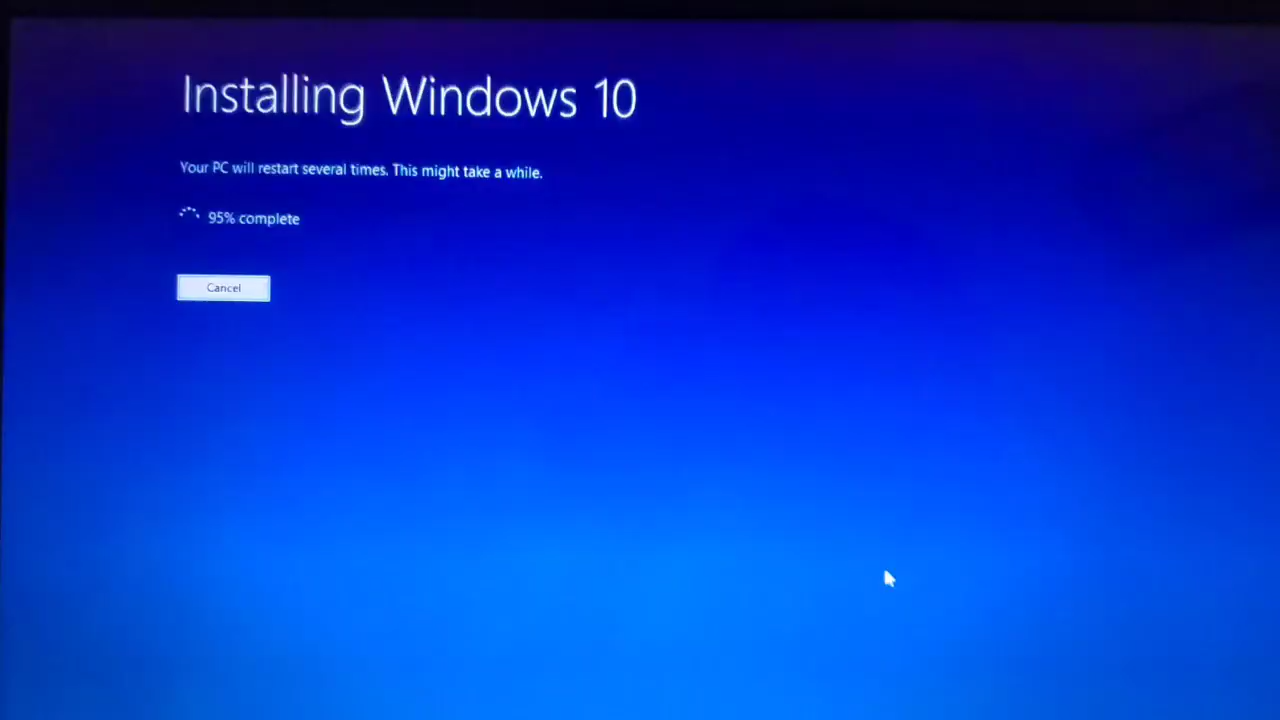 Installing Windows 10
Your PC will restart several times. This might take a while.
95% complete
Cancel